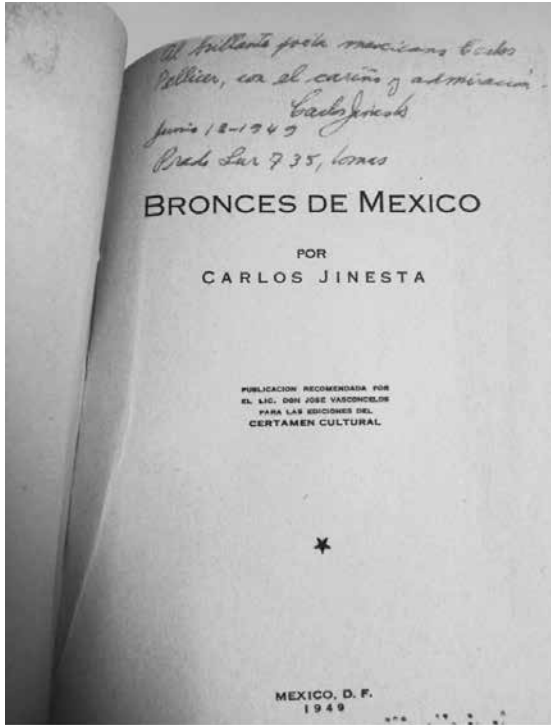 Al brillante poeta mexicano Carlos
Pellicer, con el cariño y admiración.
Carlos Jinesta
Junio 12-1949
Prado Sur 735, Lomas
BRONCES DE MEXICO
POR
CARLOS JINESTA
PUBLICACION RECOMENDADA POR
EL LIC. DON JOSE VASCONCELOS
PARA LAS EDICIONES DEL
CERTAMEN CULTURAL
MEXICO, D. F.
1949